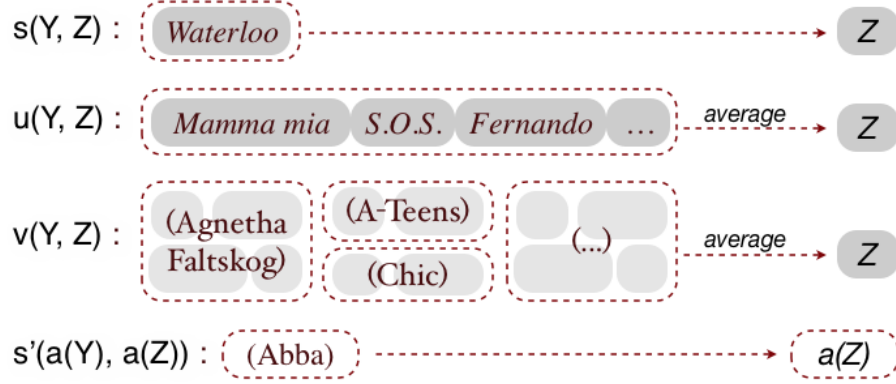 s(Y, Z) : Waterloo Z
u(Y, Z) : Mamma mia S.O.S. Fernando ... average Z
v(Y, Z) : (Agnetha Faltskog) (A-Teens) (Chic) (...) average Z
s'(a(Y), a(Z)) : (Abba) a(Z)